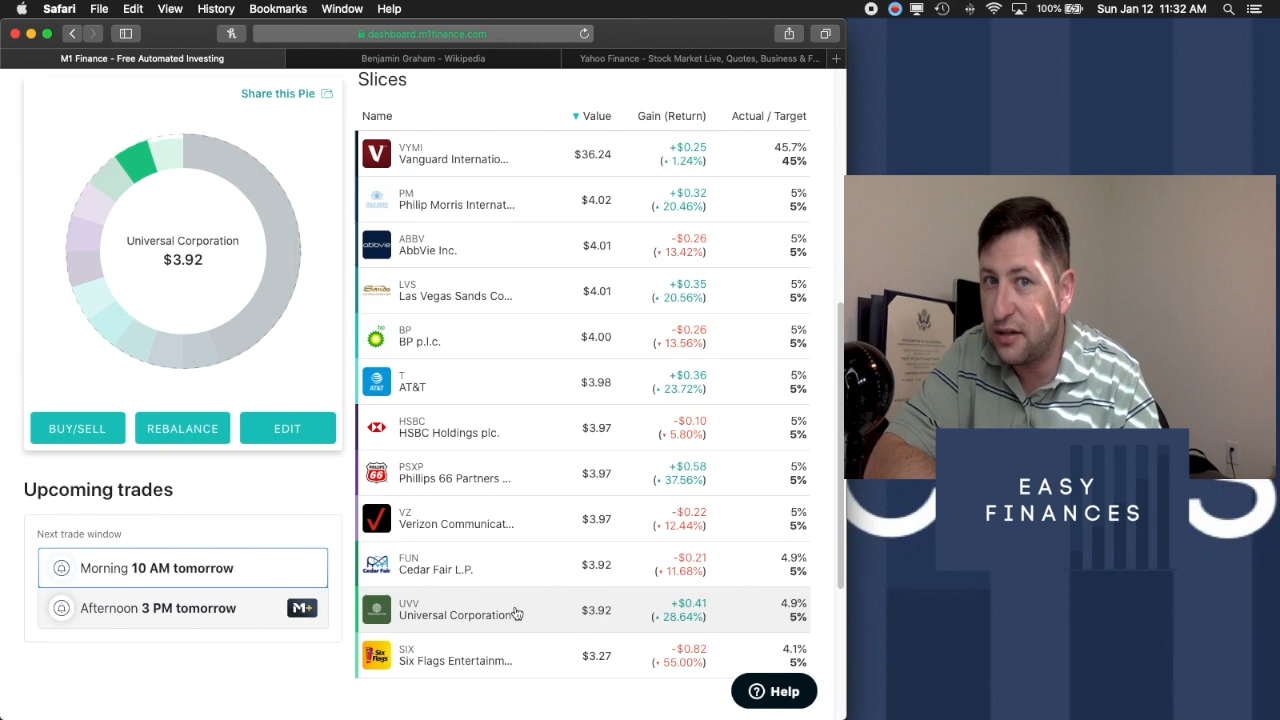 Safari File Edit View History Bookmarks Window Help 100% Sun Jan 12 11:32 AM
dashboard.m1finance.com
M1 Finance - Free Automated Investing Benjamin Graham – Wikipedia Yahoo Finance - Stock Market Live, Quotes, Business & F... +
Share this Pie
Universal Corporation
$3.92
BUY/SELL REBALANCE EDIT
Upcoming trades
Next trade window
Morning 10 AM tomorrow
Afternoon 3 PM tomorrow M+
Slices
Name ▼ Value Gain (Return) Actual / Target
V VYMI +$0.25 45.7%
Vanguard Internatio... $36.24 (▲ 1.24%) 45%
PM +$0.32 5%
Philip Morris Internat... $4.02 (▲ 20.46%) 5%
abbvie ABBV -$0.26 5%
AbbVie Inc. $4.01 (▼ 13.42%) 5%
Sands LVS +$0.35 5%
Las Vegas Sands Co... $4.01 (▲ 20.56%) 5%
bp BP -$0.26 5%
BP p.l.c. $4.00 (▼ 13.56%) 5%
AT&T T +$0.36 5%
AT&T $3.98 (▲ 23.72%) 5%
HSBC -$0.10 5%
HSBC Holdings plc. $3.97 (▼ 5.80%) 5%
PHILLIPS 66 PSXP +$0.58 5%
Phillips 66 Partners ... $3.97 (▲ 37.56%) 5%
VZ -$0.22 5%
Verizon Communicat... $3.97 (▼ 12.44%) 5%
Cedar Fair FUN -$0.21 4.9%
Cedar Fair L.P. $3.92 (▼ 11.68%) 5%
UVV +$0.41 4.9%
Universal Corporation $3.92 (▲ 28.64%) 5%
Six Flags SIX -$0.82 4.1%
Six Flags Entertainm... $3.27 (▼ 55.00%) 5%
Help
EASY
FINANCES